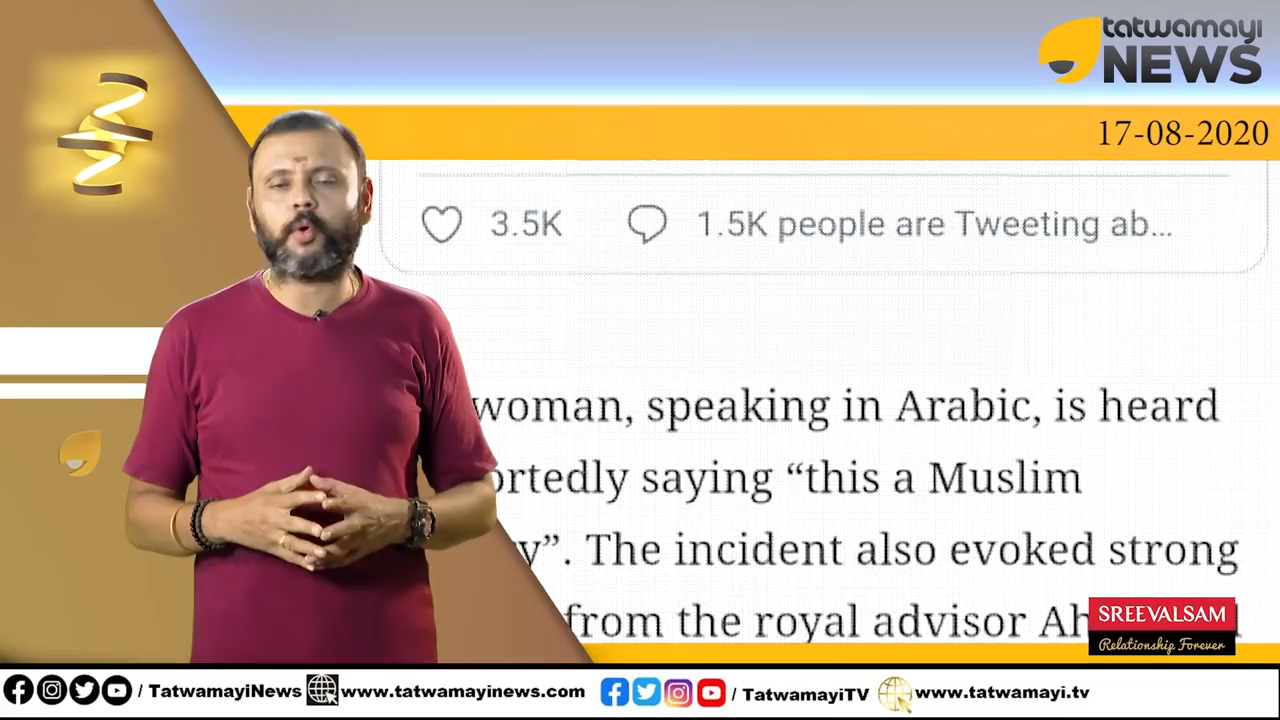 tatwamayi
NEWS
17-08-2020
3.5K 1.5K people are Tweeting ab...
woman, speaking in Arabic, is heard
ortedly saying “this a Muslim
y”. The incident also evoked strong
from the royal advisor Ah
SREEVALSAM
Relationship Forever
/ TatwamayiNews www.tatwamayinews.com / TatwamayiTV www.tatwamayi.tv